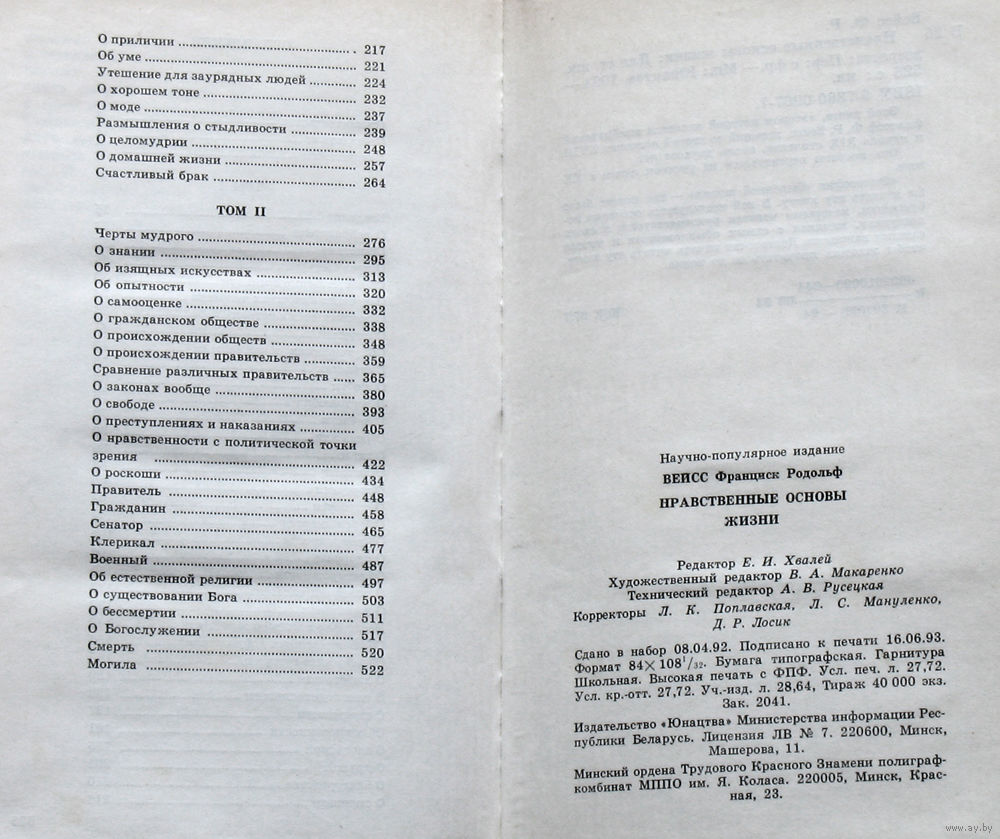 О приличии ... 217
Об уме ... 221
Утешение для заурядных людей ... 224
О хорошем тоне ... 232
О моде ... 237
Размышления о стыдливости ... 239
О целомудрии ... 248
О домашней жизни ... 257
Счастливый брак ... 264
ТОМ II
Черты мудрого ... 276
О знании ... 295
Об изящных искусствах ... 313
Об опытности ... 320
О самооценке ... 332
О гражданском обществе ... 338
О происхождении обществ ... 348
О происхождении правительств ... 359
Сравнение различных правительств ... 365
О законах вообще ... 380
О свободе ... 393
О преступлениях и наказаниях ... 405
О нравственности с политической точки
зрения ... 422
О роскоши ... 434
Правитель ... 448
Гражданин ... 458
Сенатор ... 465
Клерикал ... 477
Военный ... 487
Об естественной религии ... 497
О существовании Бога ... 503
О бессмертии ... 511
О Богослужении ... 517
Смерть ... 520
Могила ... 522
Научно-популярное издание
ВЕЙСС Франциск Родольф
НРАВСТВЕННЫЕ ОСНОВЫ
ЖИЗНИ
Редактор Е. И. Хвалей
Художественный редактор В. А. Макаренко
Технический редактор А. В. Русецкая
Корректоры Л. К. Поплавская, Л. С. Мануленко,
Д. Р. Лосик
Сдано в набор 08.04.92. Подписано к печати 16.06.93.
Формат 84×108¹/₃₂. Бумага типографская. Гарнитура
Школьная. Высокая печать с ФПФ. Усл. печ. л. 27,72.
Усл. кр.-отт. 27,72. Уч.-изд. л. 28,64, Тираж 40 000 экз.
Зак. 2041.
Издательство «Юнацтва» Министерства информации Рес-
публики Беларусь. Лицензия ЛВ № 7. 220600, Минск,
Машерова, 11.
Минский ордена Трудового Красного Знамени полиграф-
комбинат МППО им. Я. Коласа. 220005, Минск, Крас-
ная, 23.
www.ay.by